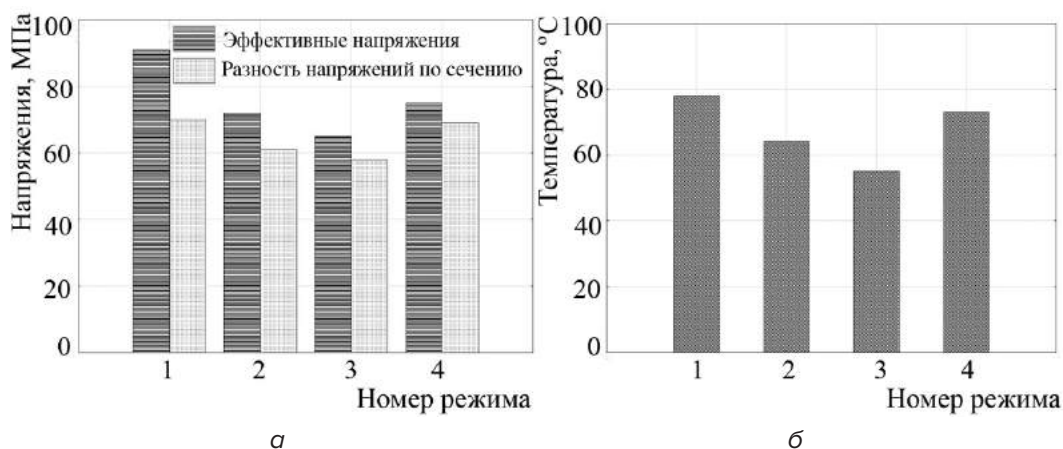 Напряжения, МПа
100
80
60
40
20
0
Эффективные напряжения
Разность напряжений по сечению
1 2 3 4
Номер режима
а
Температура, °С
100
80
60
40
20
0
1 2 3 4
Номер режима
б